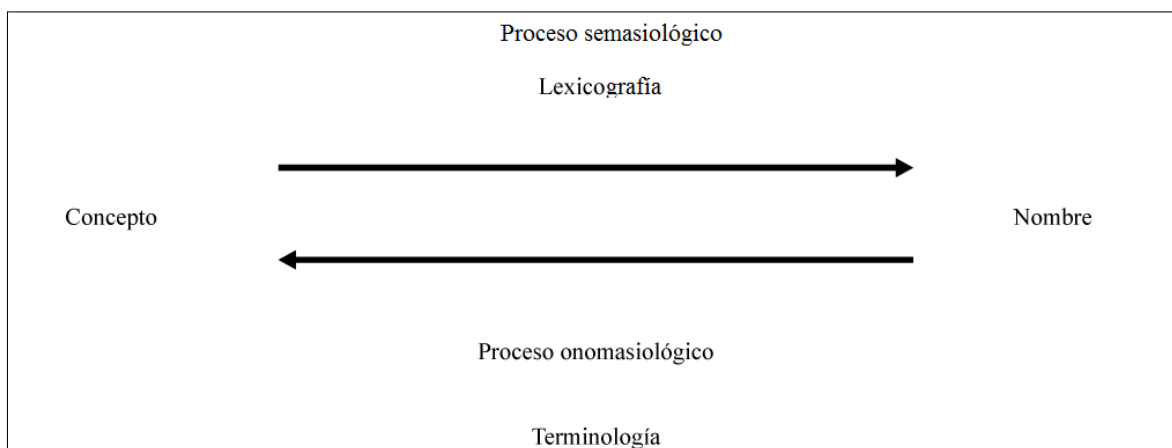 Proceso semasiológico
Lexicografía
Concepto
Nombre
Proceso onomasiológico
Terminología